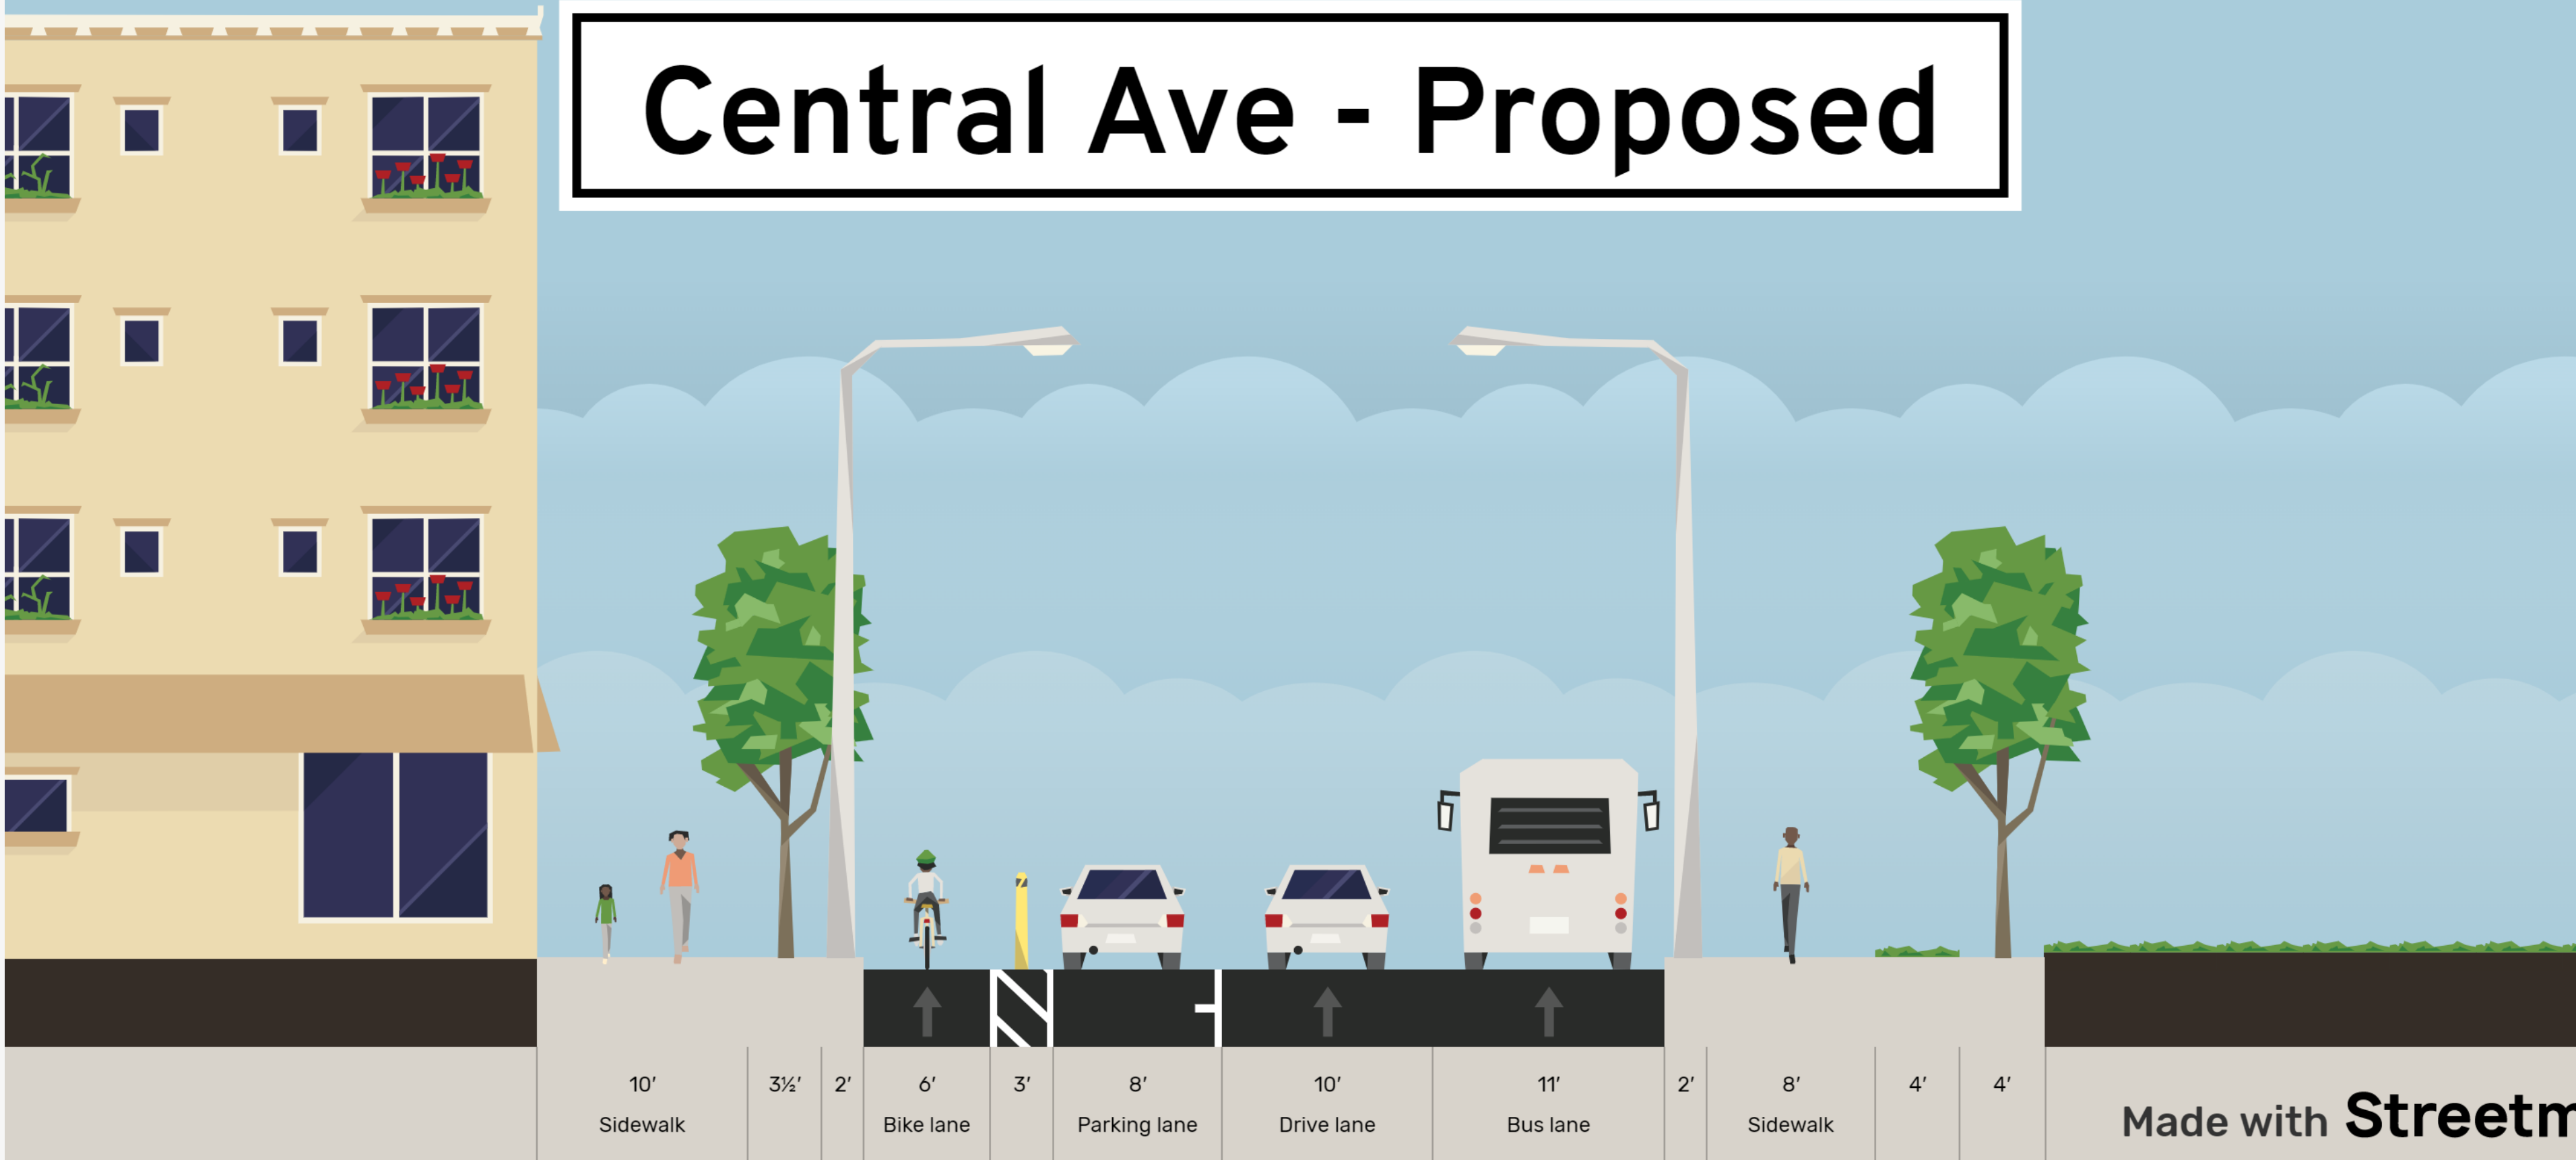 Central Ave - Proposed
10′ 3½′ 2′ 6′ 3′ 8′ 10′ 11′ 2′ 8′ 4′ 4′
Sidewalk Bike lane Parking lane Drive lane Bus lane Sidewalk
Made with Streetm